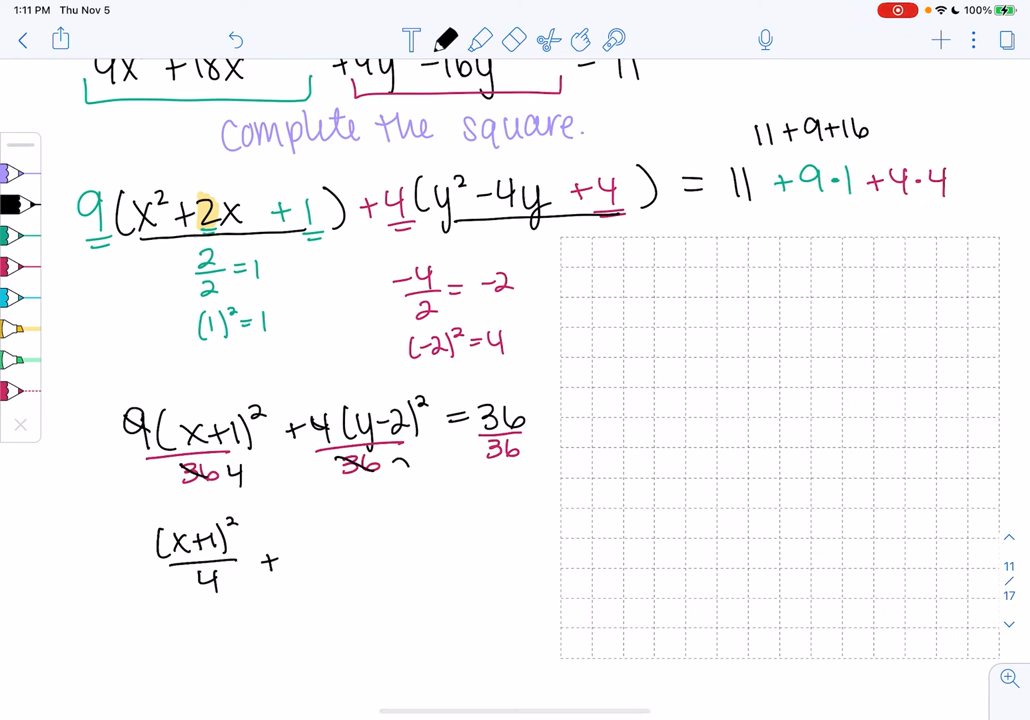 1:11 PM Thu Nov 5 100%
9x² + 18x + 4y² - 16y = 11
Complete the square.
11 + 9 + 16
9(x² + 2x + 1) + 4(y² - 4y + 4) = 11 + 9·1 + 4·4
2/2 = 1
(1)² = 1
-4/2 = -2
(-2)² = 4
9(x+1)²/36 4 + 4(y-2)²/36 = 36/36
(x+1)²/4 +
11
/
17